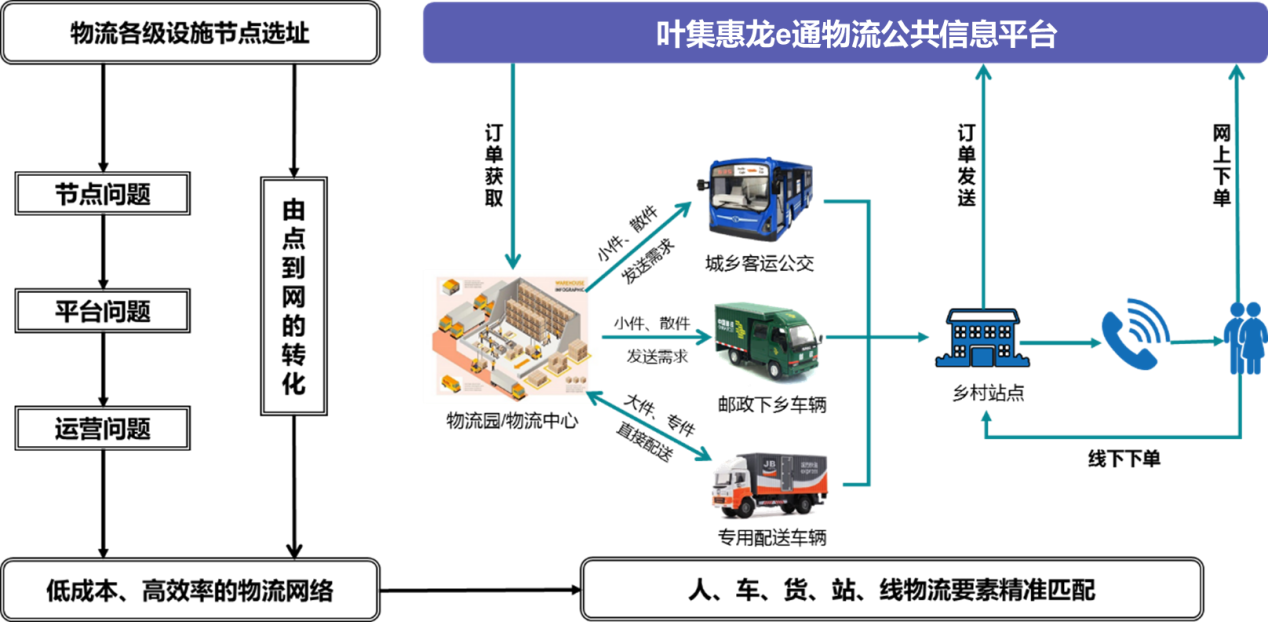 物流各级设施节点选址
节点问题
平台问题
运营问题
由点到网的转化
低成本、高效率的物流网络
叶集惠龙e通物流公共信息平台
订单获取
订单发送
网上下单
WAREHOUSE
INFOGRAPHIC
物流园/物流中心
小件、散件
发送需求
城乡客运公交
小件、散件
发送需求
中国邮政
邮政下乡车辆
大件、专件
直接配送
JB
专用配送车辆
乡村站点
线下下单
人、车、货、站、线物流要素精准匹配